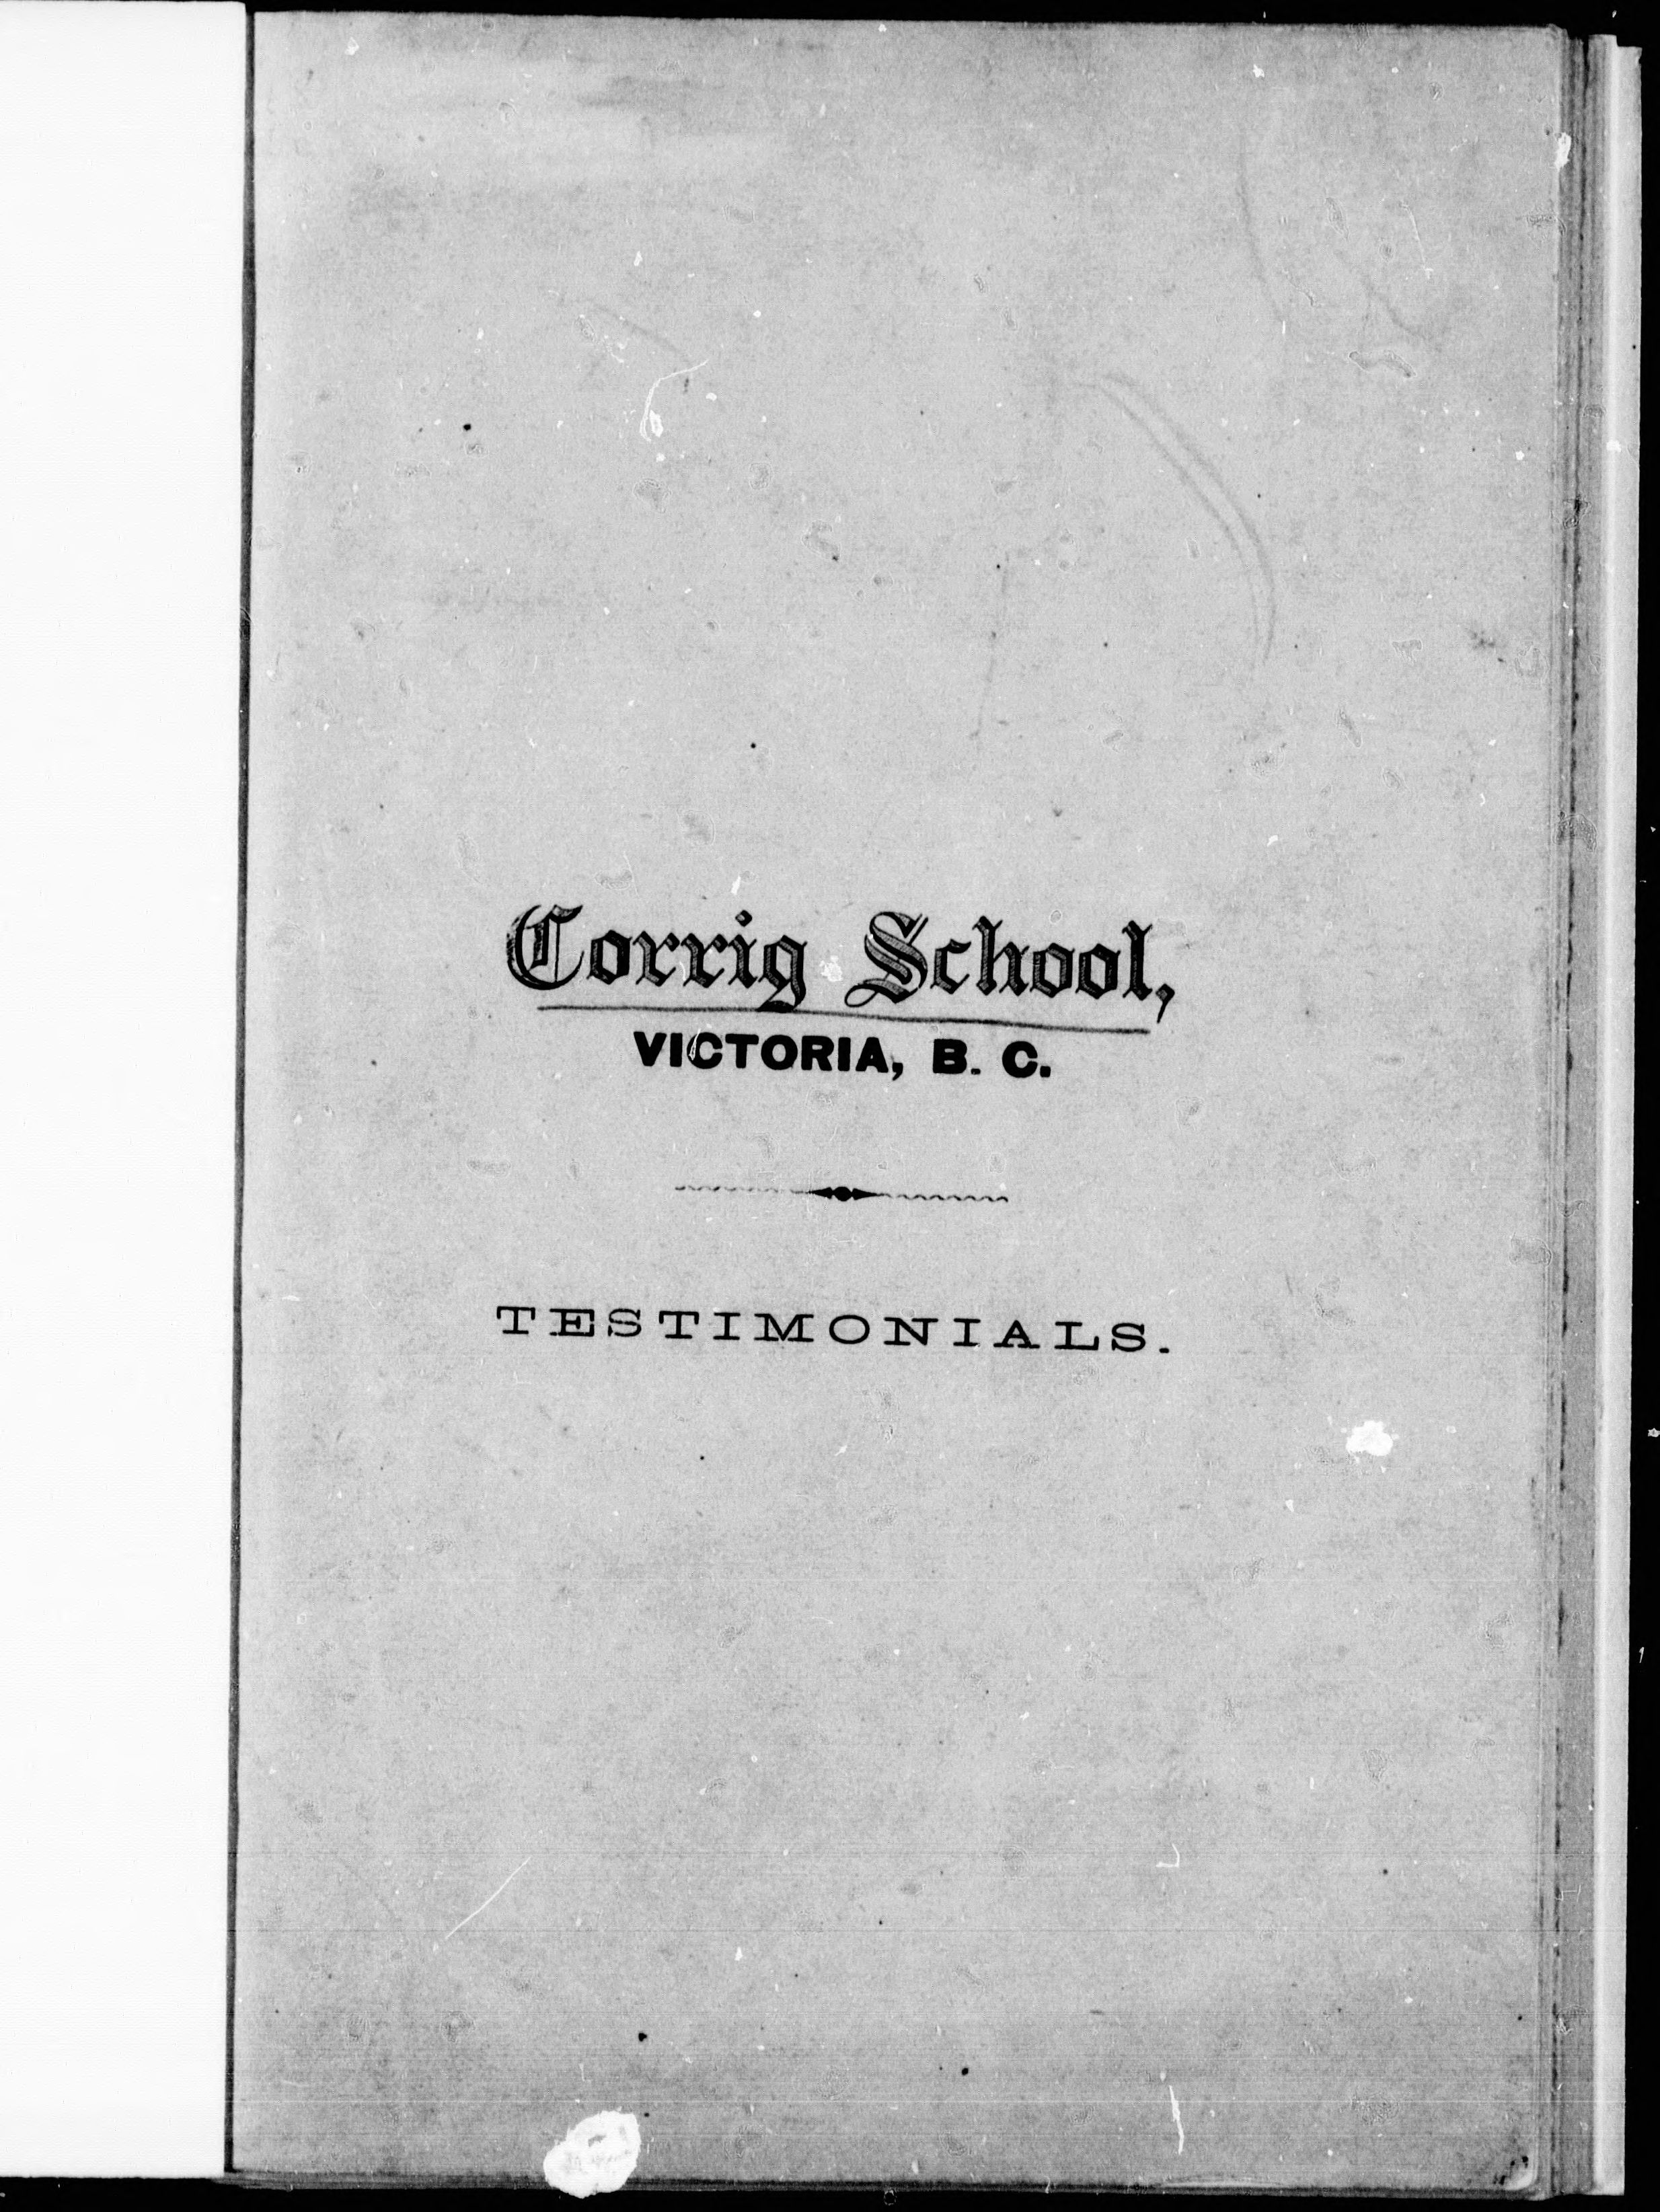 Corrig School,
VICTORIA, B. C.
TESTIMONIALS.